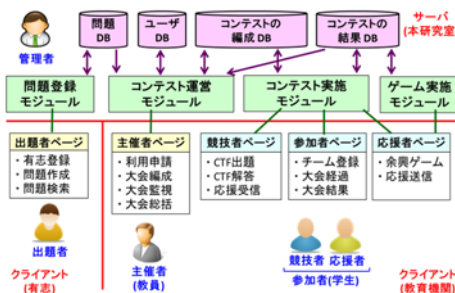 問題
DB
ユーザ
DB
コンテストの
編成 DB
コンテストの
結果 DB
サーバ
(本研究室)
管理者
問題登録
モジュール
コンテスト運営
モジュール
コンテスト実施
モジュール
ゲーム実施
モジュール
出題者ページ
・有志登録
・問題作成
・問題検索
主催者ページ
・利用申請
・大会編成
・大会監視
・大会総括
競技者ページ
・CTF出題
・CTF解答
・応援受信
参加者ページ
・チーム登録
・大会経過
・大会結果
応援者ページ
・余興ゲーム
・応援送信
出題者
クライアント
(有志)
主催者
(教員)
競技者 応援者
参加者(学生)
クライアント
(教育機関)